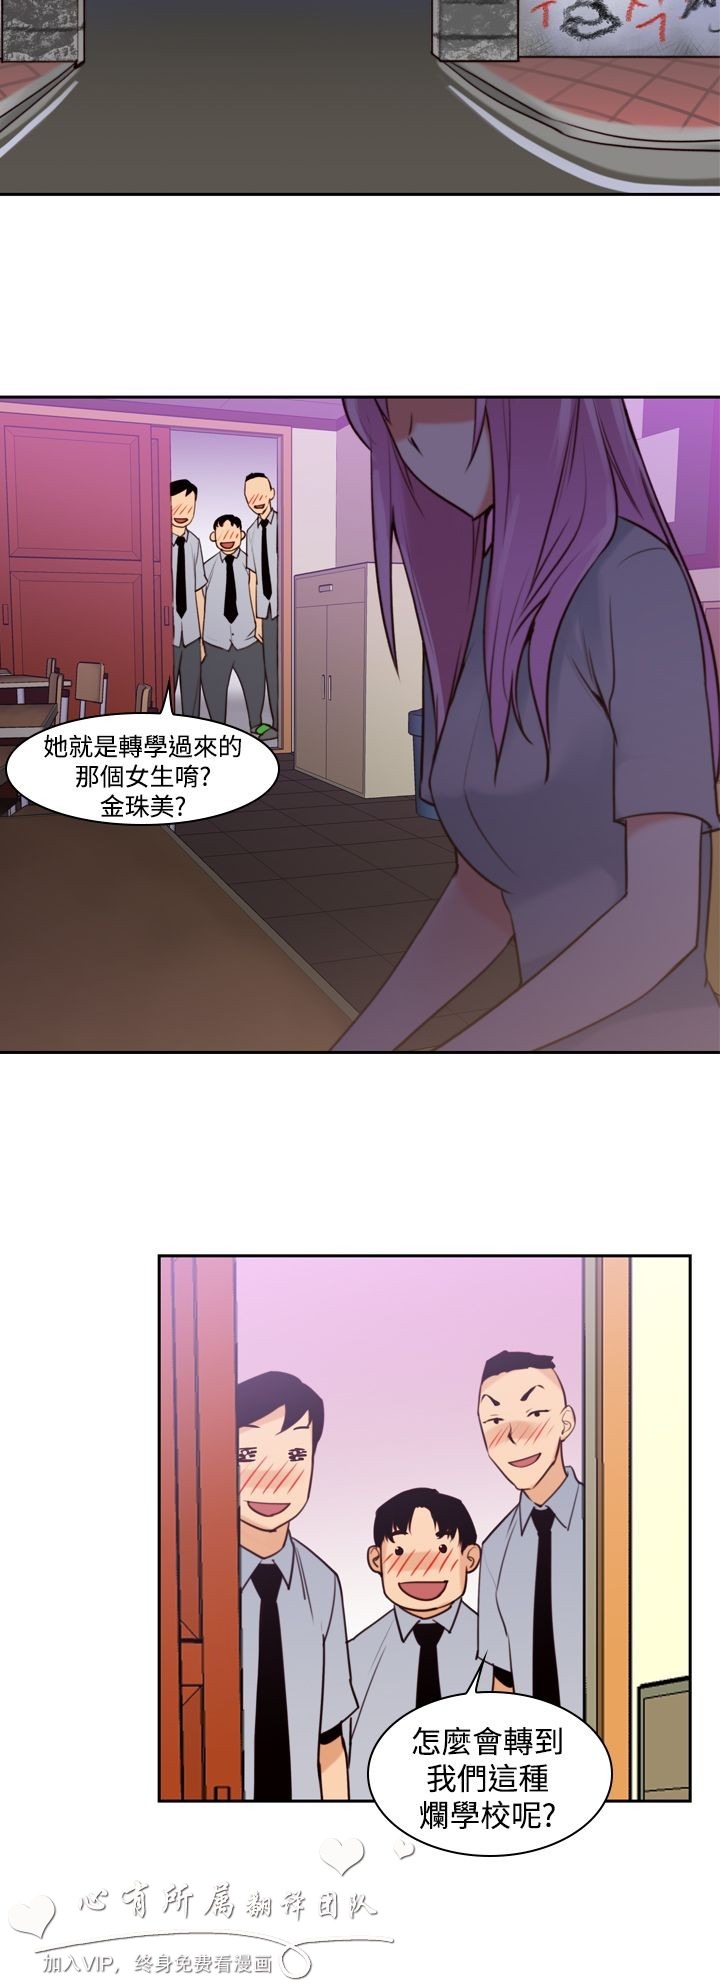 她就是轉學過來的
那個女生唷?
金珠美?
怎麼會轉到
我們這種
爛學校呢?
心有所属翻译团队
加入VIP，终身免费看漫画